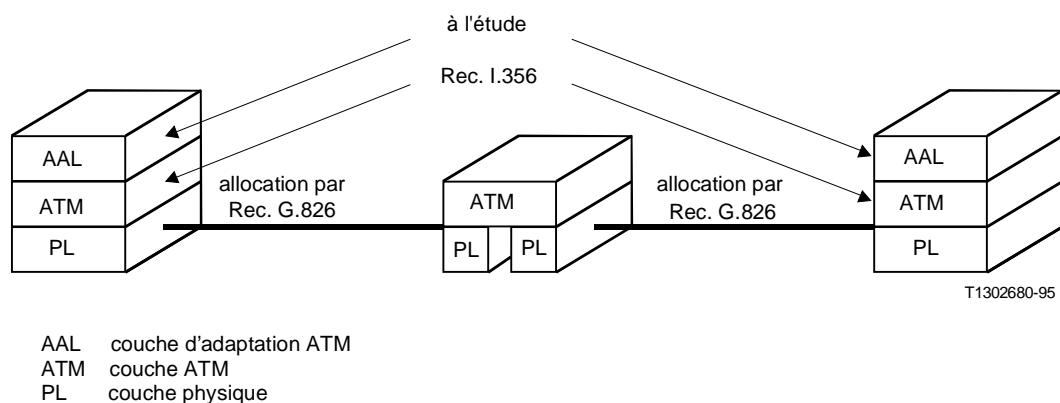 à l'étude
Rec. I.356
AAL
ATM
PL
allocation par
Rec. G.826
ATM
PL PL
allocation par
Rec. G.826
AAL
ATM
PL
T1302680-95
AAL couche d'adaptation ATM
ATM couche ATM
PL couche physique